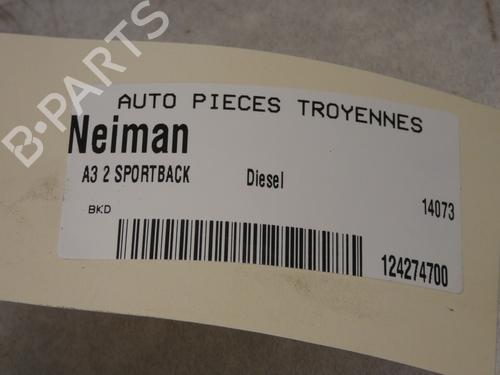 B-PARTS
AUTO PIECES TROYENNES
Neiman
A3 2 SPORTBACK Diesel
BKD 14073
124274700